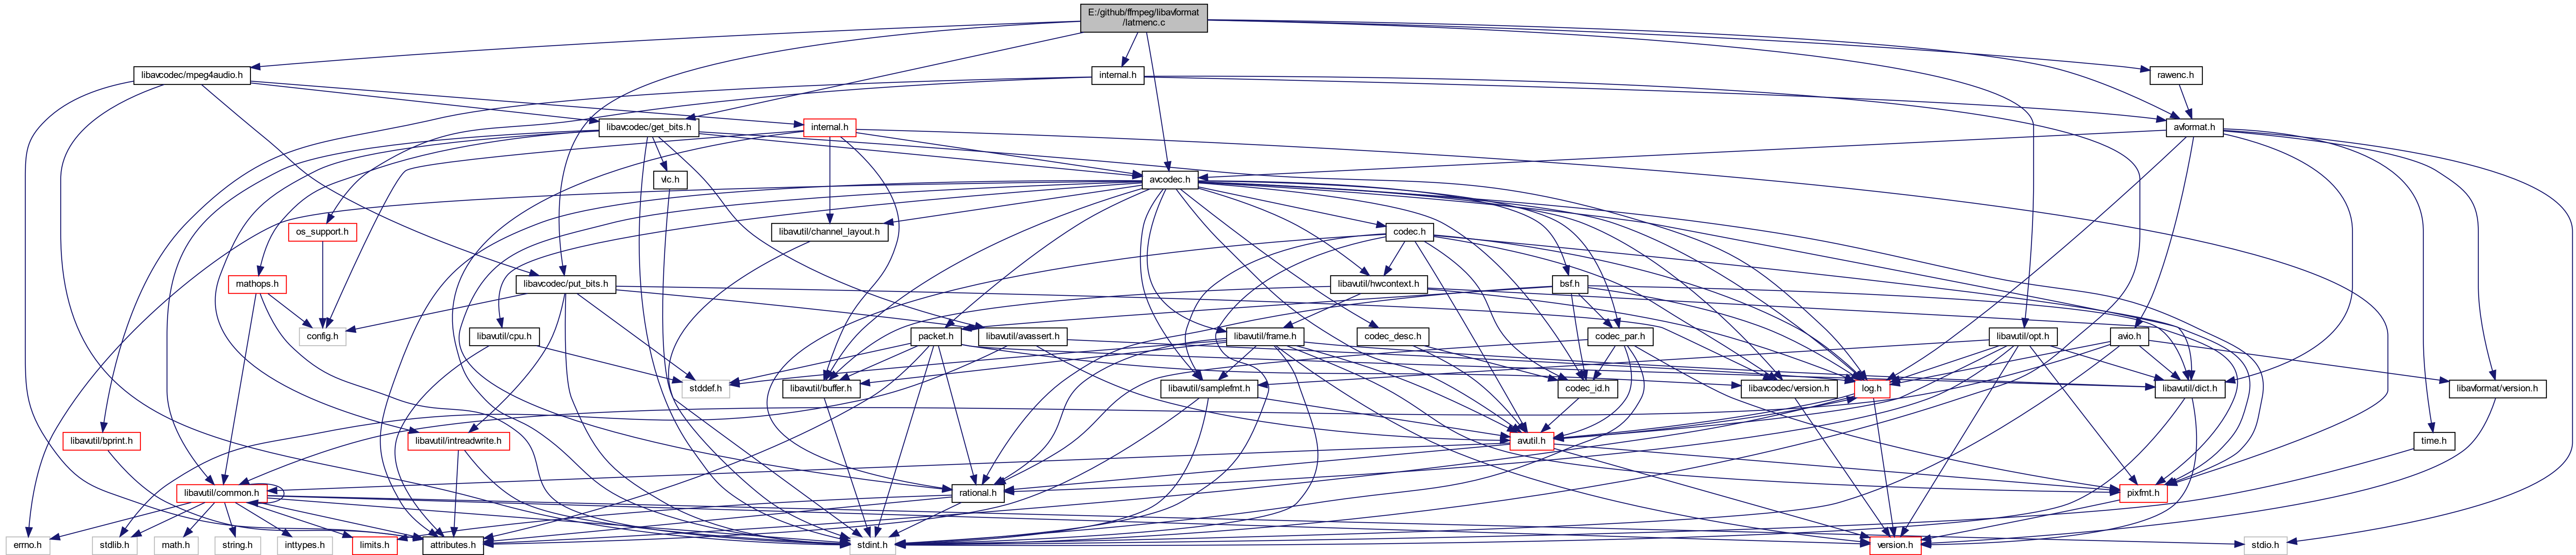 E:/github/ffmpeg/libavformat
/latmenc.c
libavcodec/mpeg4audio.h
internal.h
rawenc.h
libavcodec/get_bits.h
internal.h
avformat.h
vlc.h
avcodec.h
os_support.h
libavutil/channel_layout.h
codec.h
mathops.h
libavcodec/put_bits.h
libavutil/hwcontext.h
bsf.h
config.h
libavutil/cpu.h
packet.h
libavutil/avassert.h
libavutil/frame.h
codec_desc.h
codec_par.h
libavutil/opt.h
avio.h
stddef.h
libavutil/buffer.h
libavutil/samplefmt.h
codec_id.h
libavcodec/version.h
log.h
libavutil/dict.h
libavformat/version.h
libavutil/bprint.h
libavutil/intreadwrite.h
avutil.h
time.h
libavutil/common.h
rational.h
pixfmt.h
errno.h
stdlib.h
math.h
string.h
inttypes.h
limits.h
attributes.h
stdint.h
version.h
stdio.h